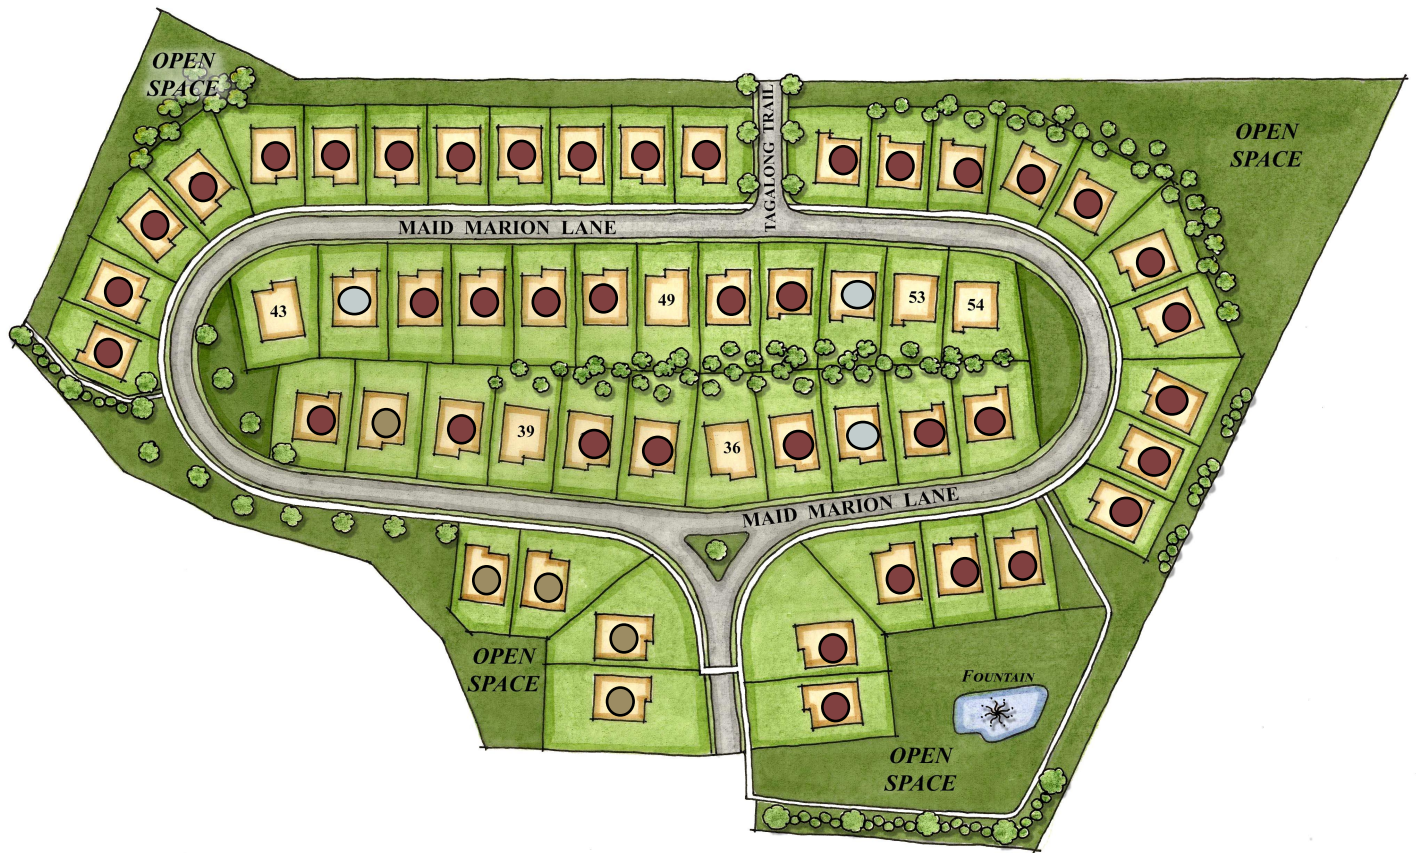 OPEN
SPACE
OPEN
SPACE
TAGALONG TRAIL
MAID MARION LANE
43
49
53
54
39
36
MAID MARION LANE
OPEN
SPACE
FOUNTAIN
OPEN
SPACE